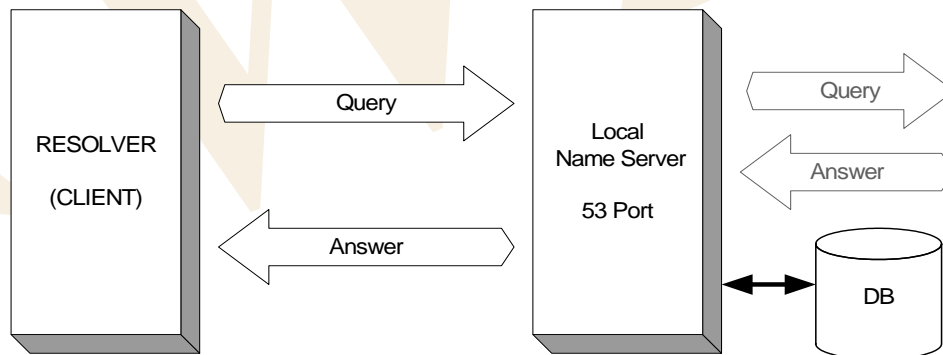 RESOLVER
(CLIENT)
Query
Answer
Local
Name Server
53 Port
Query
Answer
DB